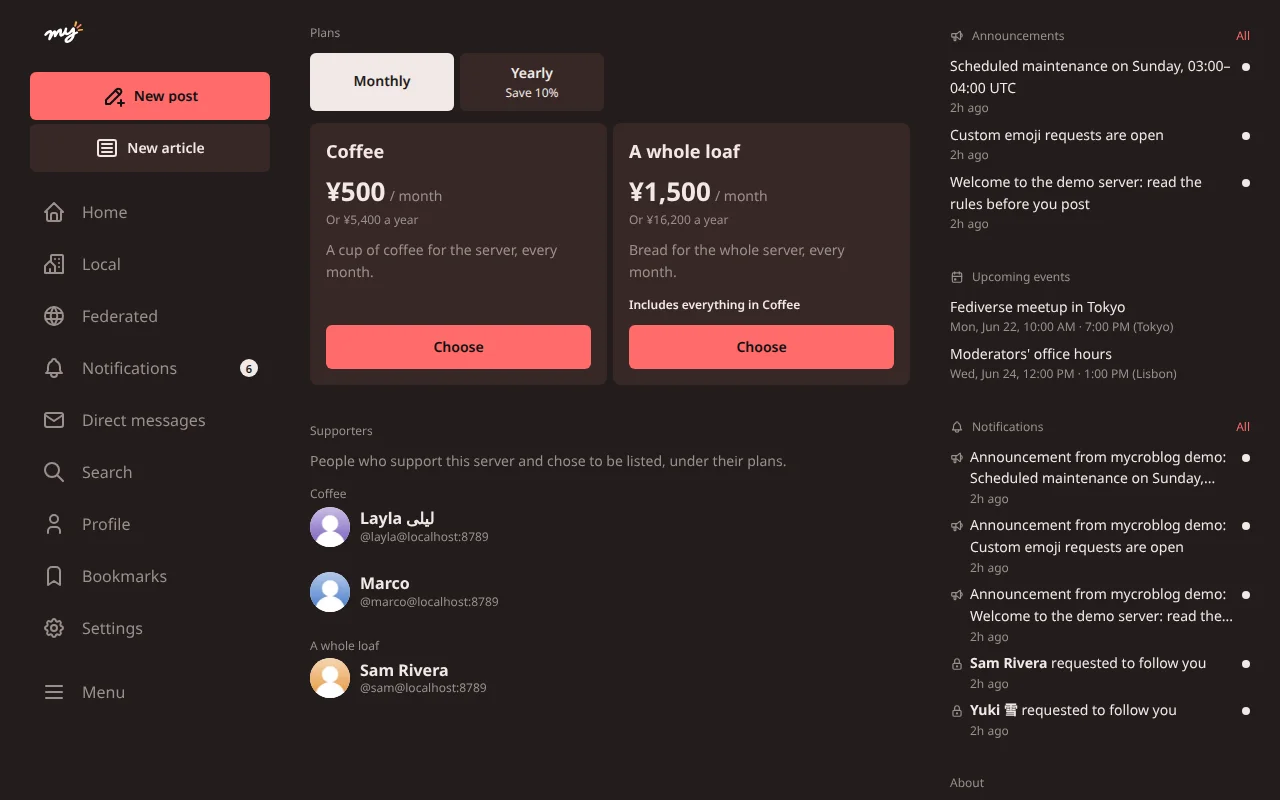 my
New post
New article
Home
Local
Federated
Notifications
6
Direct messages
Search
Profile
Bookmarks
Settings
Menu
Plans
Monthly
Yearly
Save 10%
Coffee
¥500 / month
Or ¥5,400 a year
A cup of coffee for the server, every
month.
Choose
A whole loaf
¥1,500 / month
Or ¥16,200 a year
Bread for the whole server, every
month.
Includes everything in Coffee
Choose
Supporters
People who support this server and chose to be listed, under their plans.
Coffee
Layla ليلى
@layla@localhost:8789
Marco
@marco@localhost:8789
A whole loaf
Sam Rivera
@sam@localhost:8789
Announcements
All
Scheduled maintenance on Sunday, 03:00–
04:00 UTC
2h ago
Custom emoji requests are open
2h ago
Welcome to the demo server: read the
rules before you post
2h ago
Upcoming events
Fediverse meetup in Tokyo
Mon, Jun 22, 10:00 AM · 7:00 PM (Tokyo)
Moderators' office hours
Wed, Jun 24, 12:00 PM · 1:00 PM (Lisbon)
Notifications
All
Announcement from mycroblog demo:
Scheduled maintenance on Sunday,...
2h ago
Announcement from mycroblog demo:
Custom emoji requests are open
2h ago
Announcement from mycroblog demo:
Welcome to the demo server: read the...
2h ago
Sam Rivera requested to follow you
2h ago
Yuki 雪 requested to follow you
2h ago
About